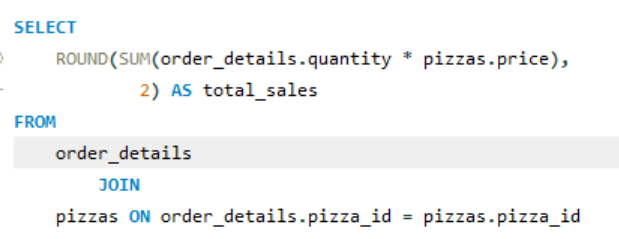 SELECT
ROUND(SUM(order_details.quantity * pizzas.price),
2) AS total_sales
FROM
order_details
JOIN
pizzas ON order_details.pizza_id = pizzas.pizza_id